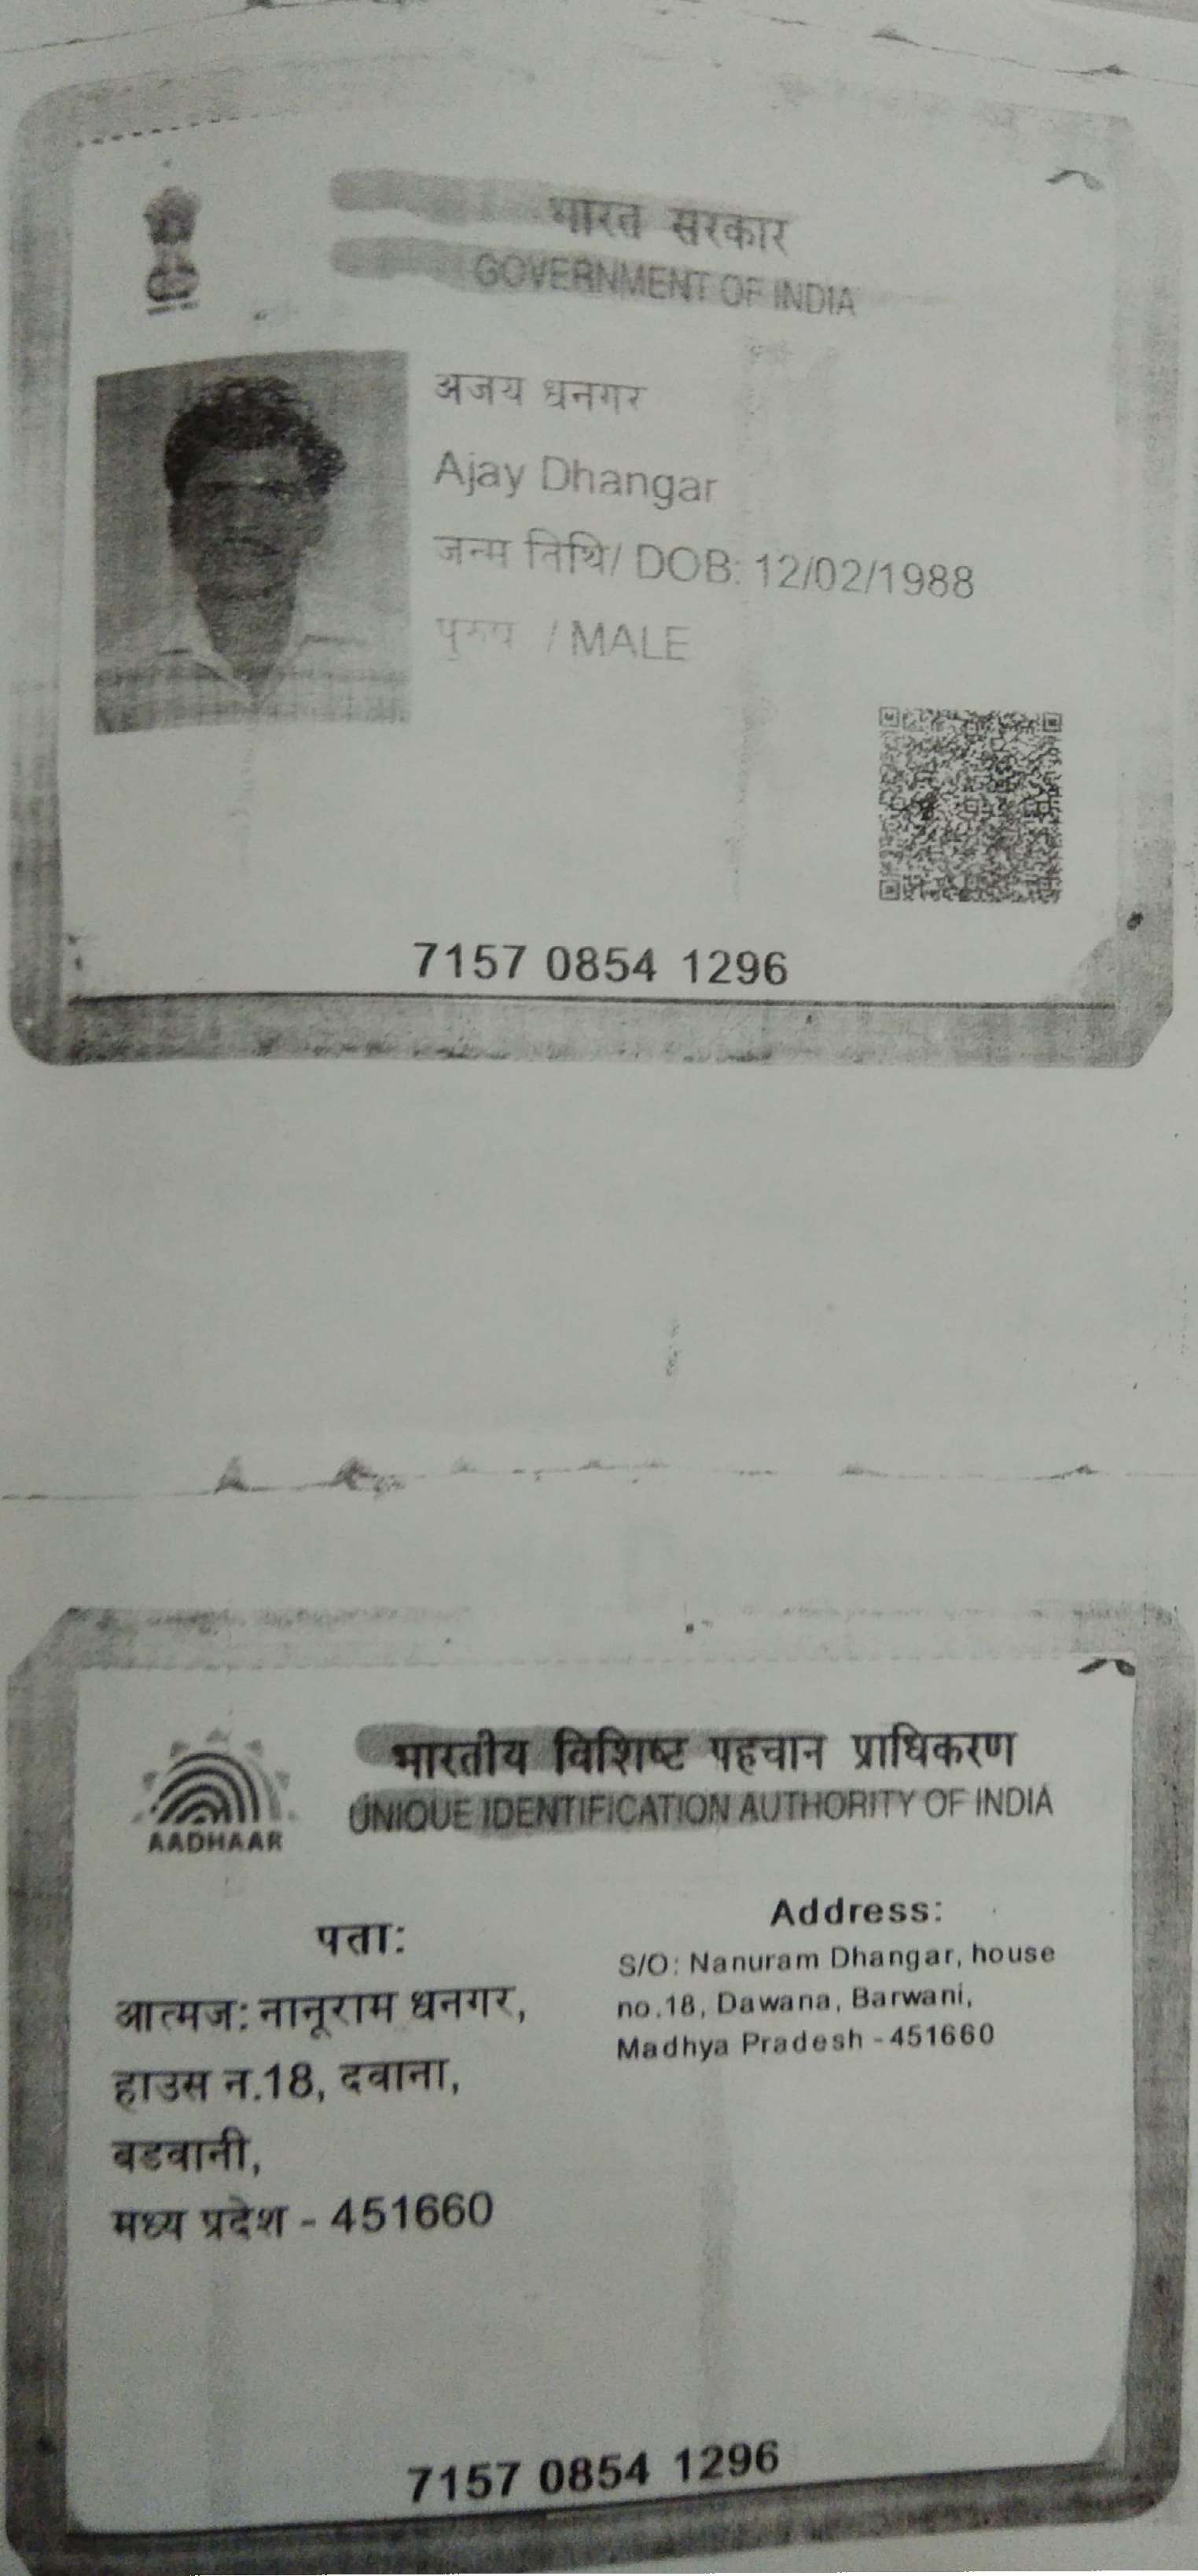 भारत सरकार
GOVERNMENT OF INDIA
अजय धनगर
Ajay Dhangar
जन्म तिथि/ DOB: 12/02/1988
पुरुष / MALE
7157 0854 1296
भारतीय विशिष्ट पहचान प्राधिकरण
UNIQUE IDENTIFICATION AUTHORITY OF INDIA
AADHAAR
पता:
आत्मज: नानूराम धनगर,
हाउस न.18, दवाना,
बडवानी,
मध्य प्रदेश - 451660
Address:
S/O: Nanuram Dhangar, house
no.18, Dawana, Barwani,
Madhya Pradesh - 451660
7157 0854 1296